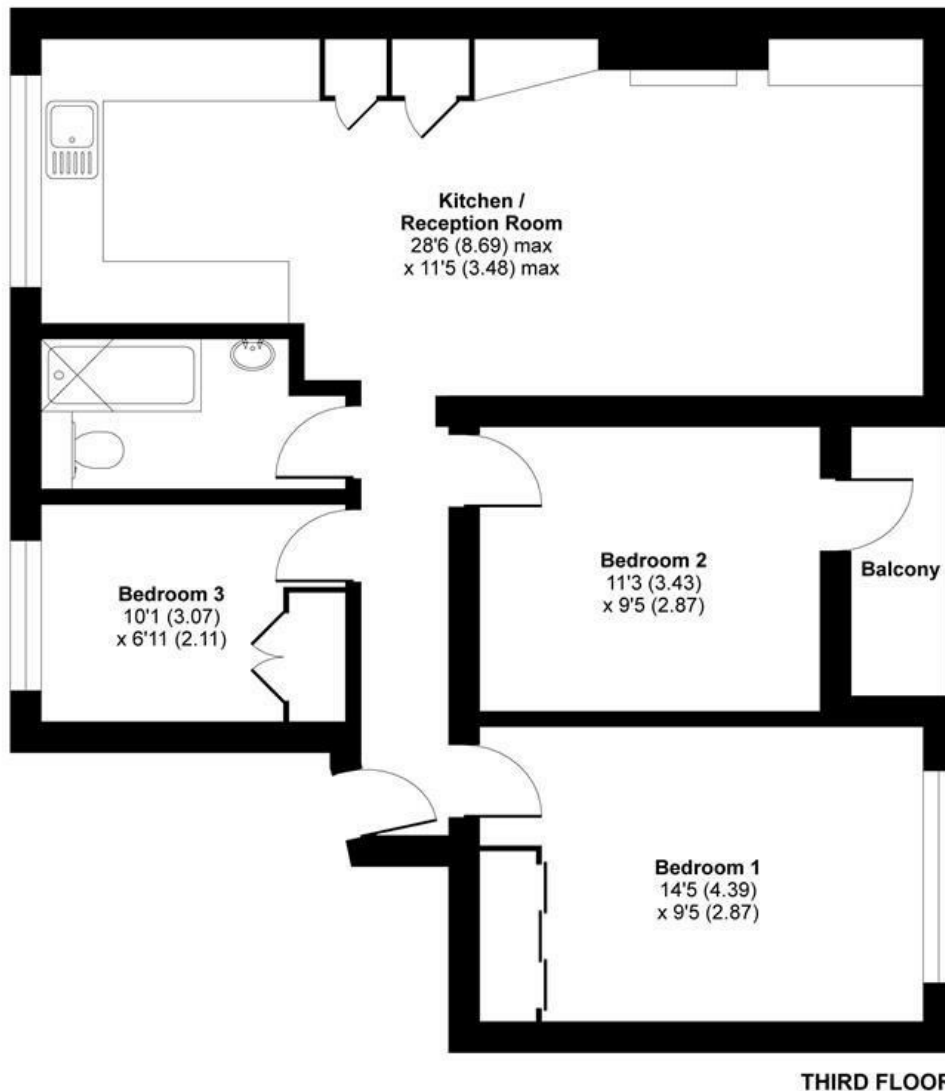 Kitchen /
Reception Room
28'6 (8.69) max
x 11'5 (3.48) max
Bedroom 2
11'3 (3.43)
x 9'5 (2.87)
Balcony
Bedroom 3
10'1 (3.07)
x 6'11 (2.11)
Bedroom 1
14'5 (4.39)
x 9'5 (2.87)
THIRD FLOOR